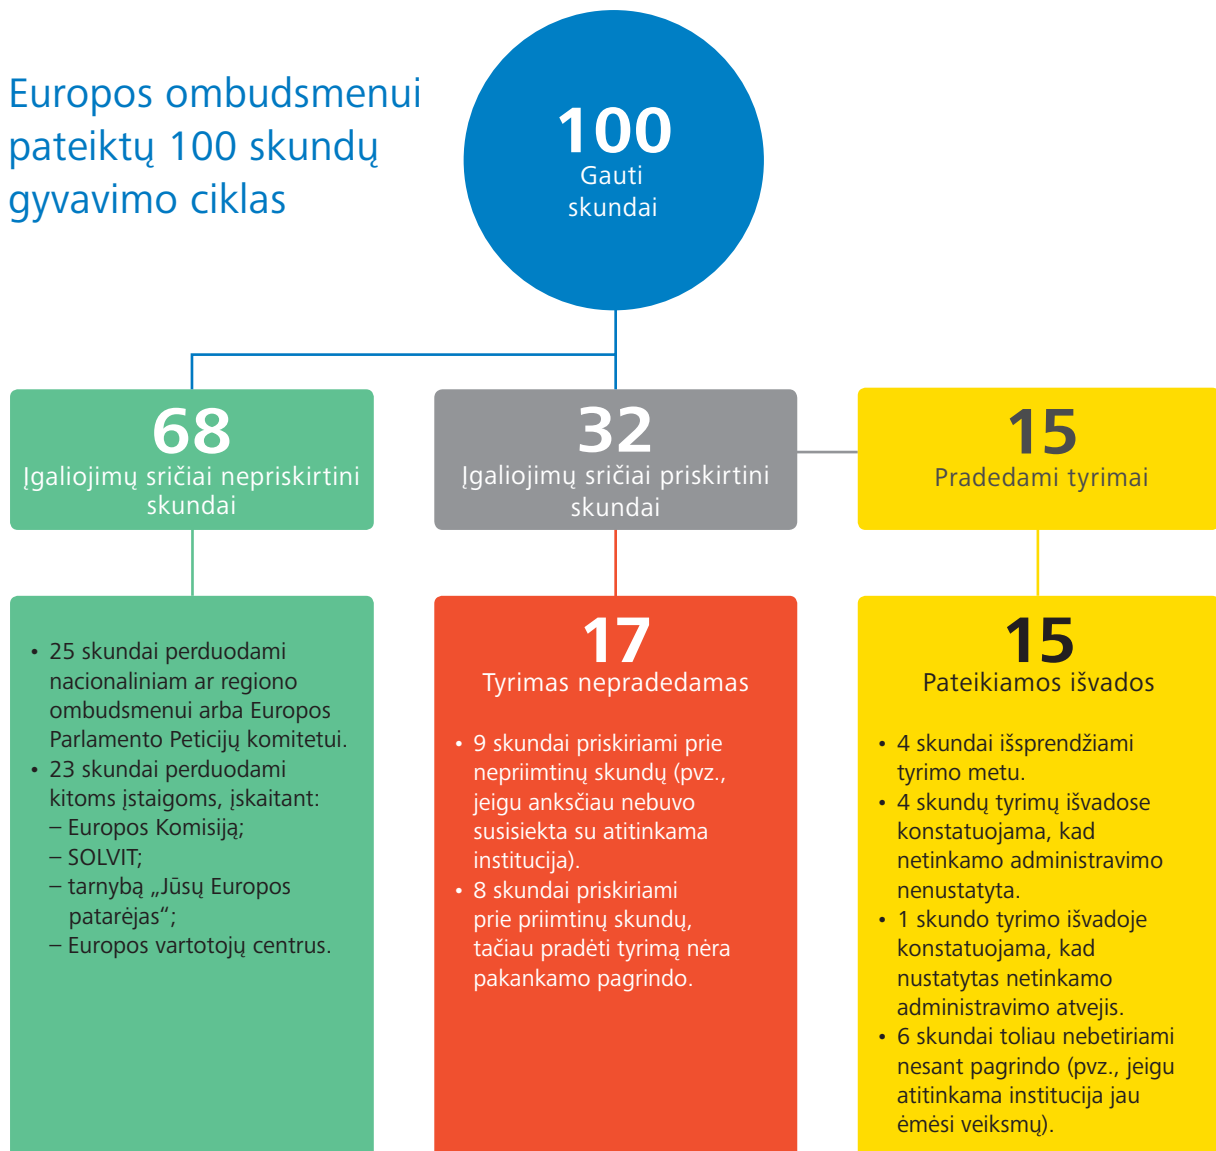 Europos ombudsmenui
pateiktų 100 skundų
gyvavimo ciklas
100
Gauti
skundai
68
Įgaliojimų sričiai nepriskirtini
skundai
32
Įgaliojimų sričiai priskirtini
skundai
15
Pradedami tyrimai
• 25 skundai perduodami
nacionaliniam ar regiono
ombudsmenui arba Europos
Parlamento Peticijų komitetui.
• 23 skundai perduodami
kitoms įstaigoms, įskaitant:
– Europos Komisiją;
– SOLVIT;
– tarnybą „Jūsų Europos
patarėjas“;
– Europos vartotojų centrus.
17
Tyrimas nepradedamas
• 9 skundai priskiriami prie
nepriimtinų skundų (pvz.,
jeigu anksčiau nebuvo
susisiekta su atitinkama
institucija).
• 8 skundai priskiriami
prie priimtinų skundų,
tačiau pradėti tyrimą nėra
pakankamo pagrindo.
15
Pateikiamos išvados
• 4 skundai išsprendžiami
tyrimo metu.
• 4 skundų tyrimų išvadose
konstatuojama, kad
netinkamo administravimo
nenustatyta.
• 1 skundo tyrimo išvadoje
konstatuojama, kad
nustatytas netinkamo
administravimo atvejis.
• 6 skundai toliau nebetiriami
nesant pagrindo (pvz., jeigu
atitinkama institucija jau
ėmėsi veiksmų).